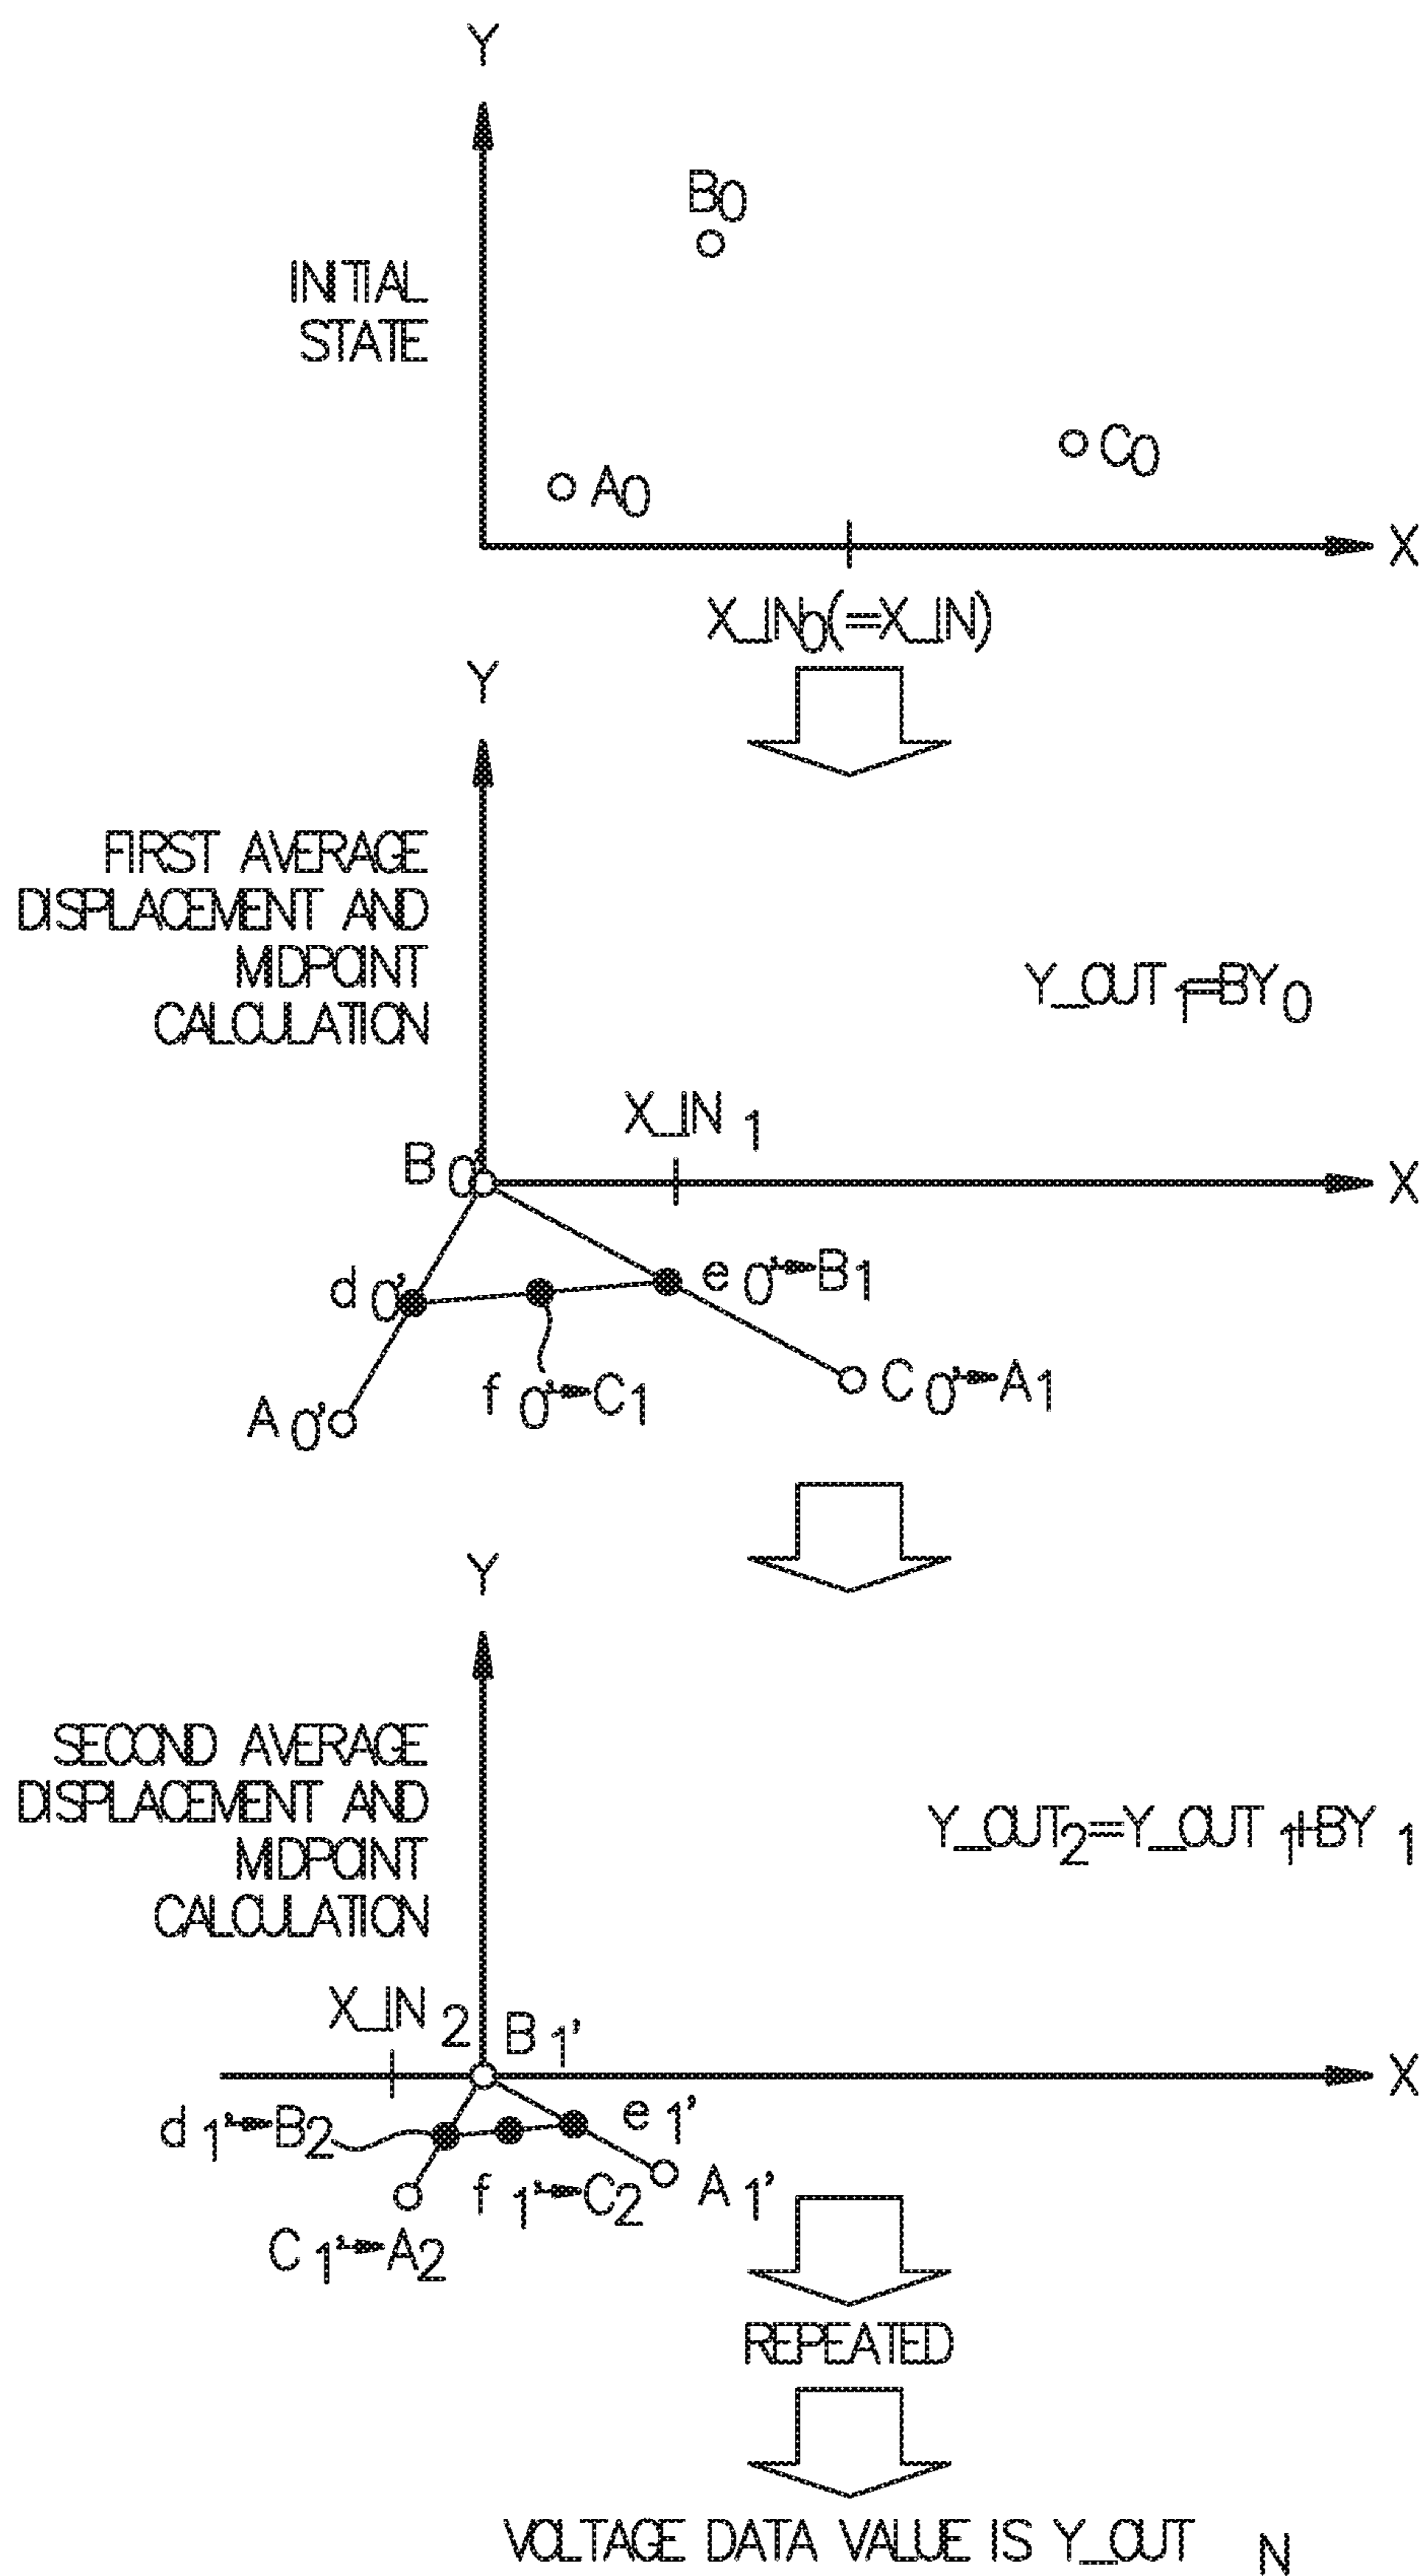 Y
B0
INITIAL
STATE
C0
A0
X
X_IN0(=X_IN)
Y
FIRST AVERAGE
DISPLACEMENT AND
MIDPOINT
CALCULATION
Y_OUT1=BY0
X_IN1
B0'
X
d0'
e0'→B1
f0'→C1
C0'→A1
A0'
Y
SECOND AVERAGE
DISPLACEMENT AND
MIDPOINT
CALCULATION
Y_OUT2=Y_OUT1+BY1
X_IN2
B1'
X
d1'→B2
e1'
f1'→C2
A1'
C1'→A2
REPEATED
VOLTAGE DATA VALUE IS Y_OUT N